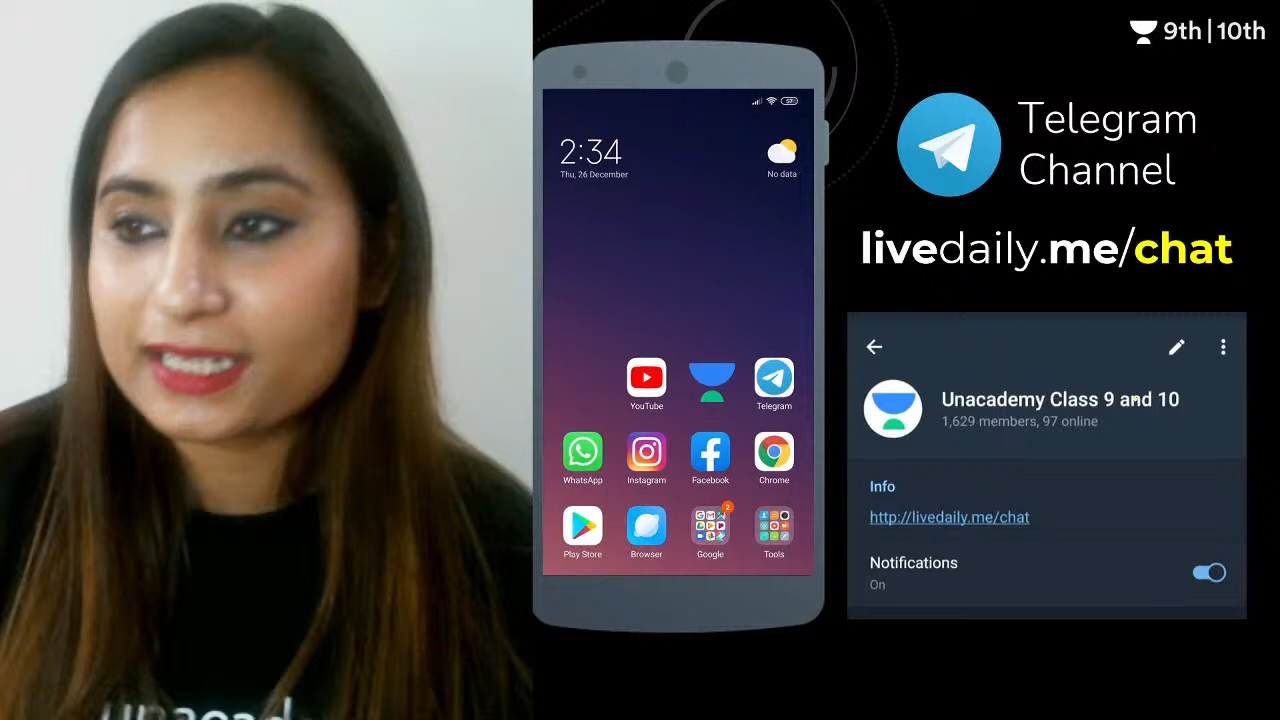 9th | 10th
Telegram
Channel
livedaily.me/chat
57
2:34
Thu, 26 December
No data
YouTube
Telegram
WhatsApp
Instagram
Facebook
Chrome
2
Play Store
Browser
Google
Tools
Unacademy Class 9 and 10
1,629 members, 97 online
Info
http://livedaily.me/chat
Notifications
On